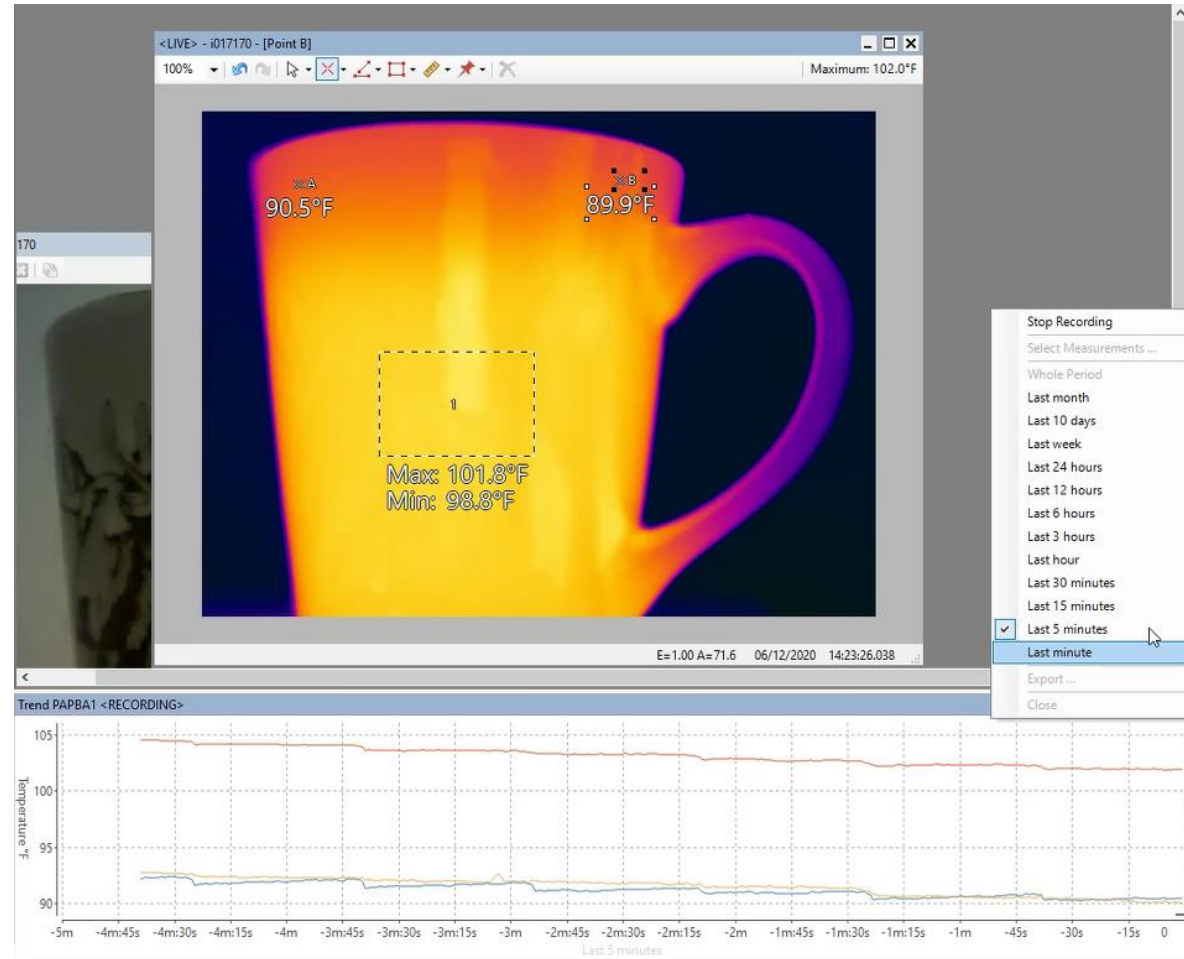 <LIVE> - i017170 - [Point B]
100%
Maximum: 102.0°F
A
90.5°F
B
89.9°F
170
1
Max: 101.8°F
Min: 98.8°F
E=1.00 A=71.6 06/12/2020 14:23:26.038
Stop Recording
Select Measurements ...
Whole Period
Last month
Last 10 days
Last week
Last 24 hours
Last 12 hours
Last 6 hours
Last 3 hours
Last hour
Last 30 minutes
Last 15 minutes
Last 5 minutes
Last minute
Export ...
Close
Trend PAPBA1 <RECORDING>
Temperature °F
105
100
95
90
-5m -4m:45s -4m:30s -4m:15s -4m -3m:45s -3m:30s -3m:15s -3m -2m:45s -2m:30s -2m:15s -2m -1m:45s -1m:30s -1m:15s -1m -45s -30s -15s 0
Last 5 minutes